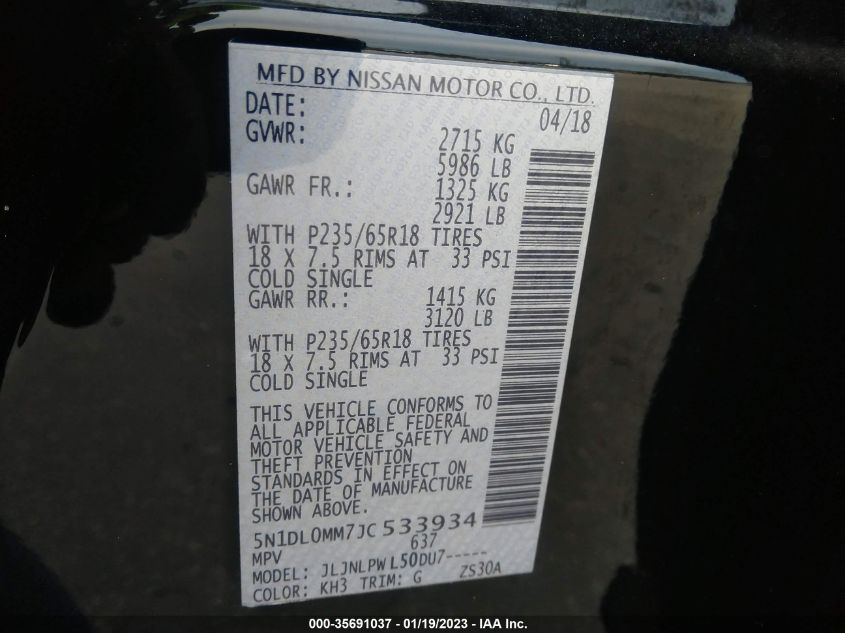 MFD BY NISSAN MOTOR CO., LTD.
DATE: 04/18
GVWR: 2715 KG
5986 LB
GAWR FR.: 1325 KG
2921 LB
WITH P235/65R18 TIRES
18 X 7.5 RIMS AT 33 PSI
COLD SINGLE
GAWR RR.: 1415 KG
3120 LB
WITH P235/65R18 TIRES
18 X 7.5 RIMS AT 33 PSI
COLD SINGLE
THIS VEHICLE CONFORMS TO
ALL APPLICABLE FEDERAL
MOTOR VEHICLE SAFETY AND
THEFT PREVENTION
STANDARDS IN EFFECT ON
THE DATE OF MANUFACTURE
SHOWN ABOVE.
5N1DL0MM7JC 533934
MPV 637
MODEL: JLJNLPW L50DU7-----
COLOR: KH3 TRIM: G ZS30A
000-35691037 - 01/19/2023 - IAA Inc.